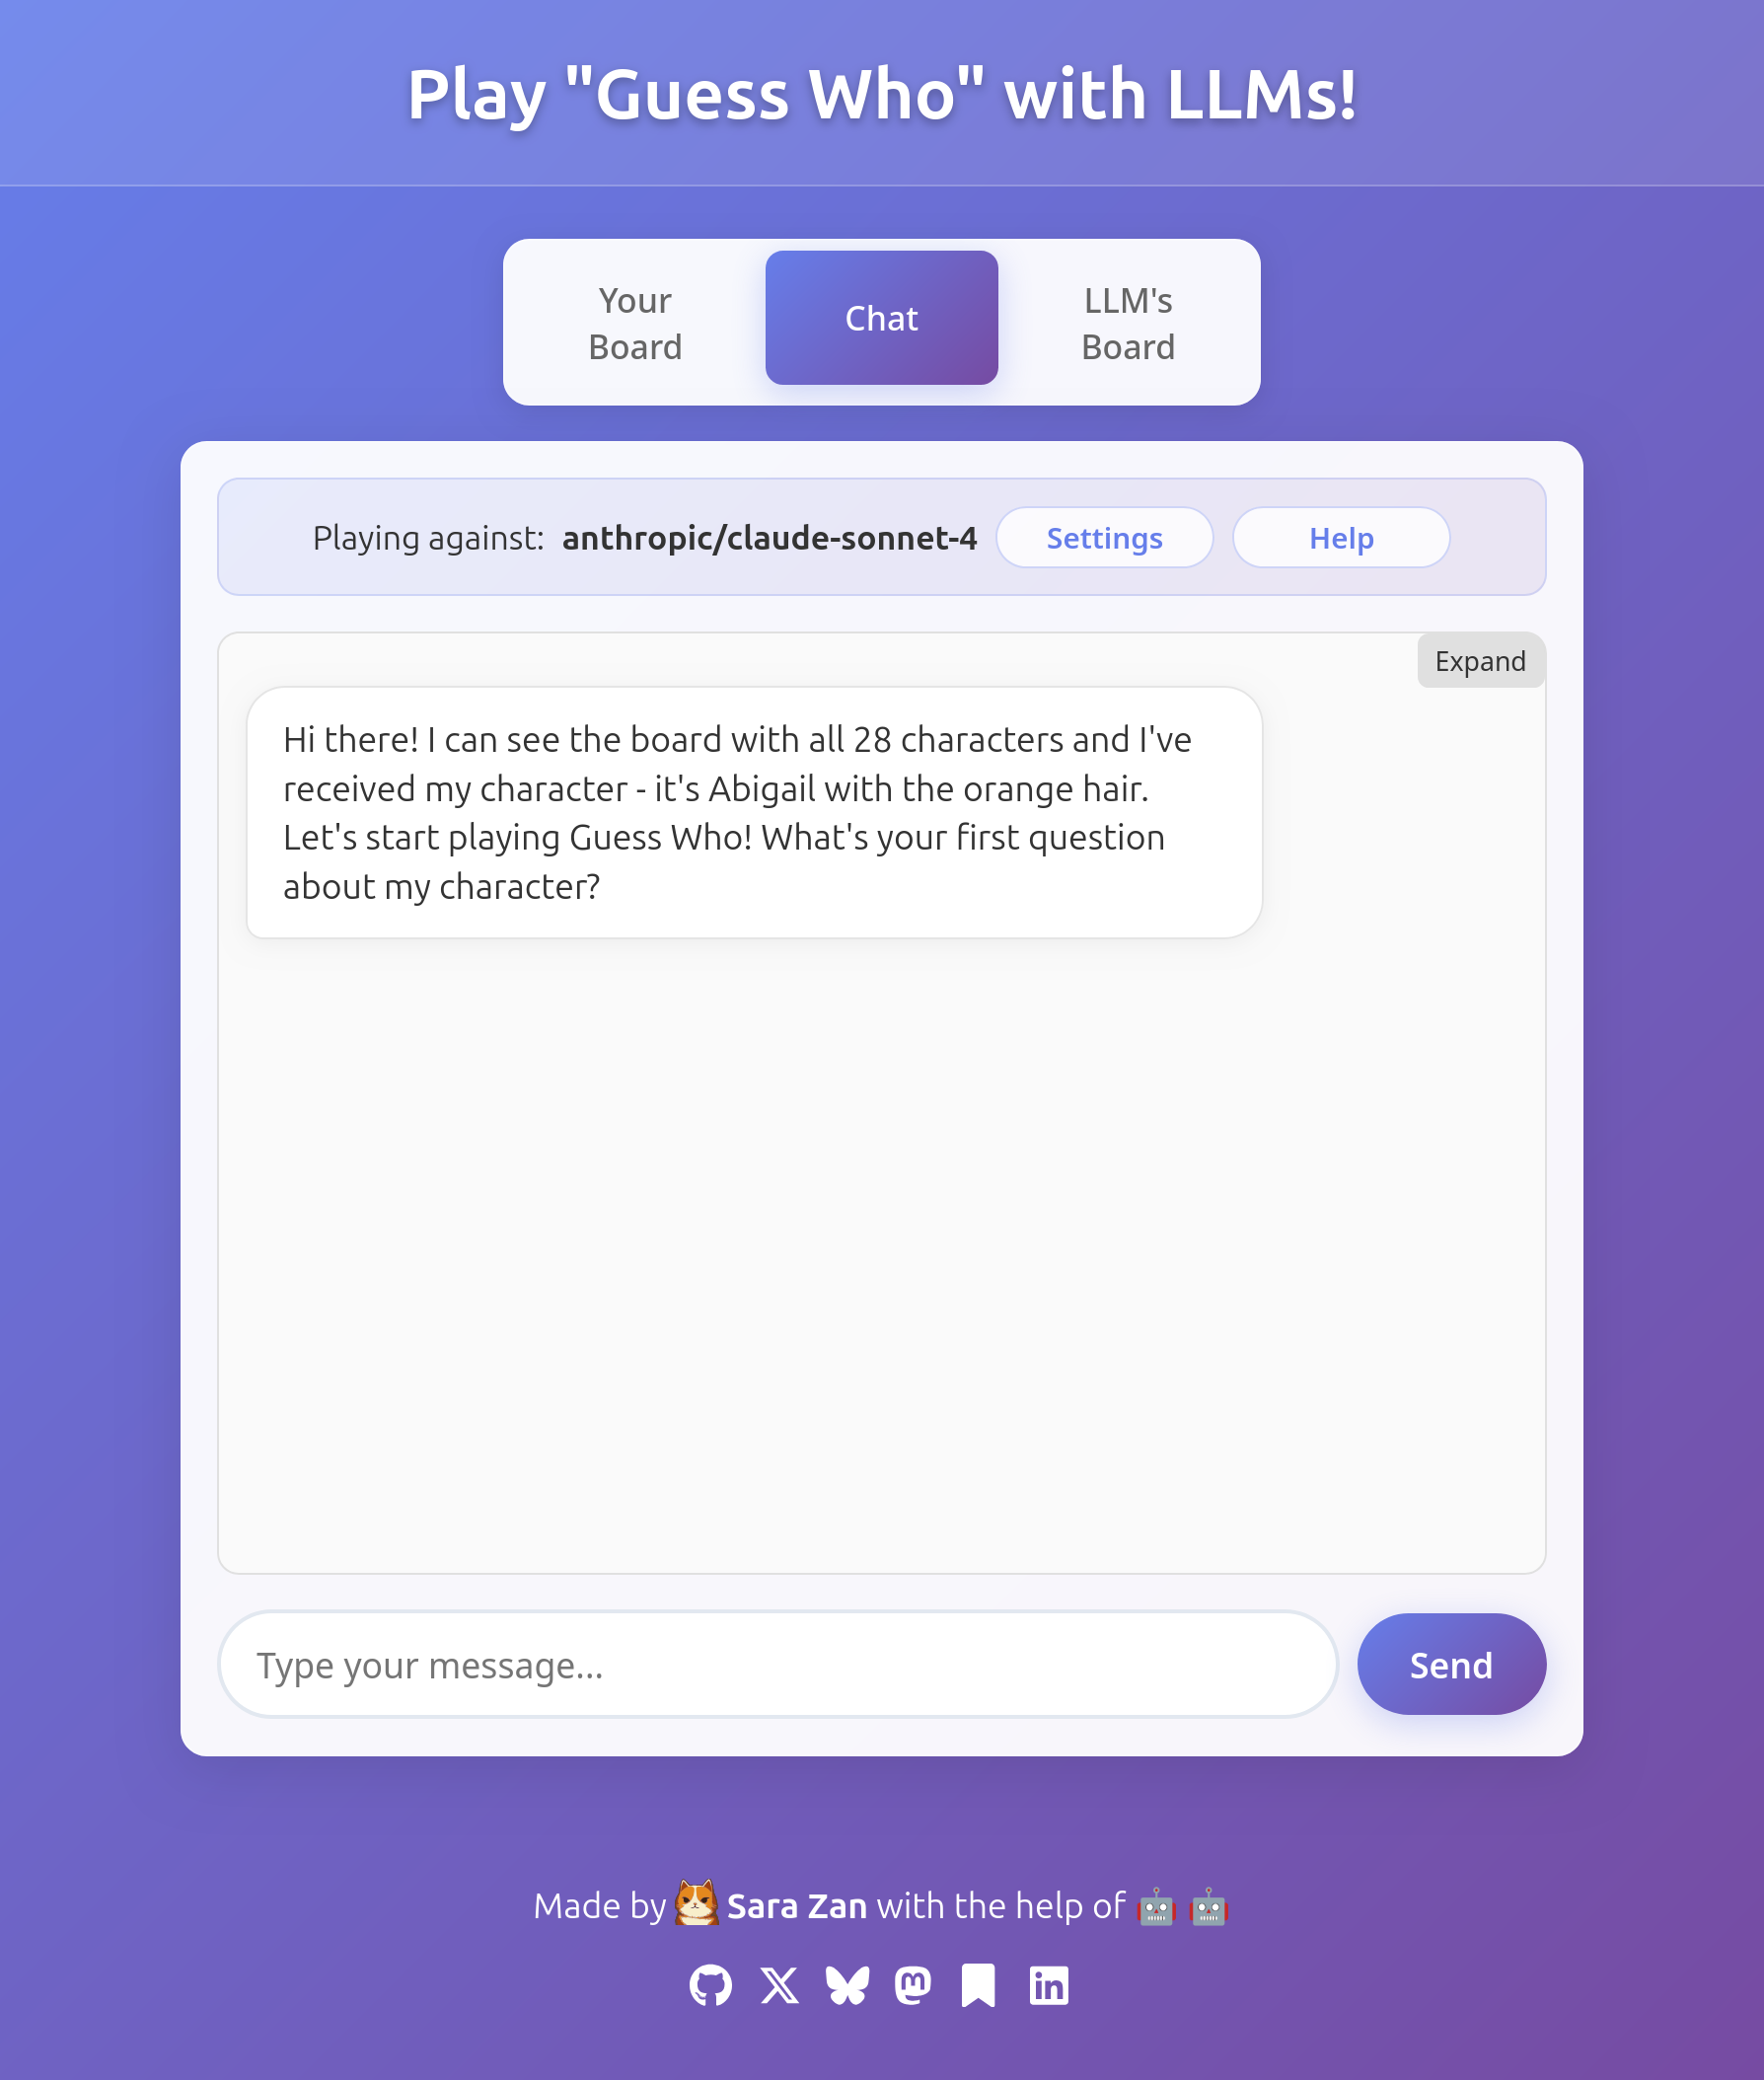 Play "Guess Who" with LLMs!
Your
Board
Chat
LLM's
Board
Playing against: anthropic/claude-sonnet-4 Settings Help
Expand
Hi there! I can see the board with all 28 characters and I've
received my character - it's Abigail with the orange hair.
Let's start playing Guess Who! What's your first question
about my character?
Type your message...
Send
Made by Sara Zan with the help of